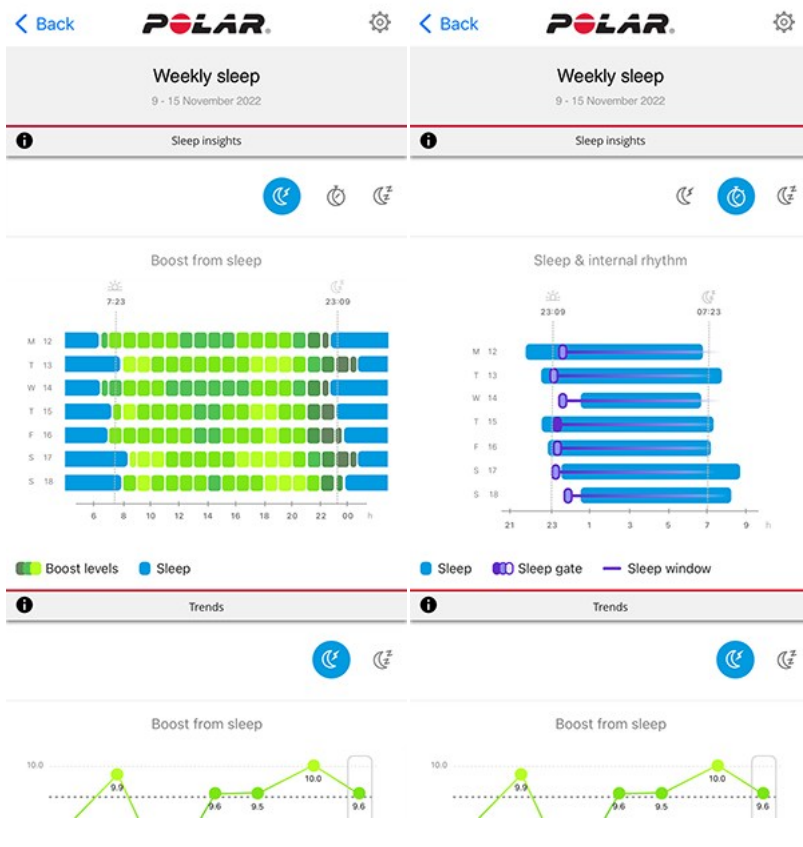 Back
POLAR.
Weekly sleep
9 - 15 November 2022
Sleep insights
Boost from sleep
7:23 23:09
M 12
T 13
W 14
T 15
F 16
S 17
S 18
6 8 10 12 14 16 18 20 22 00 h
Boost levels Sleep
Trends
Boost from sleep
10.0
9.9 9.6 9.5 10.0 9.6
Back
POLAR.
Weekly sleep
9 - 15 November 2022
Sleep insights
Sleep & internal rhythm
23:09 07:23
M 12
T 13
W 14
T 15
F 16
S 17
S 18
21 23 1 3 5 7 9 h
Sleep Sleep gate Sleep window
Trends
Boost from sleep
10.0
9.9 9.6 9.5 10.0 9.6